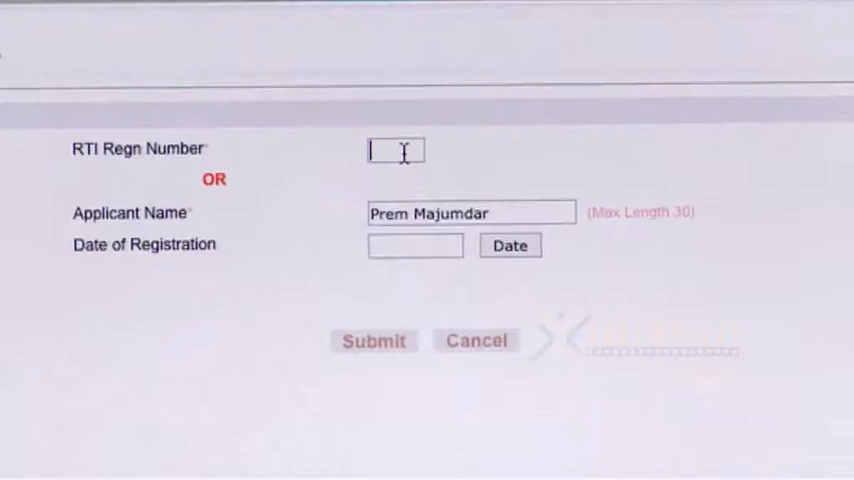 RTI Regn Number*
OR
Applicant Name* Prem Majumdar (Max Length 30)
Date of Registration Date
Submit Cancel